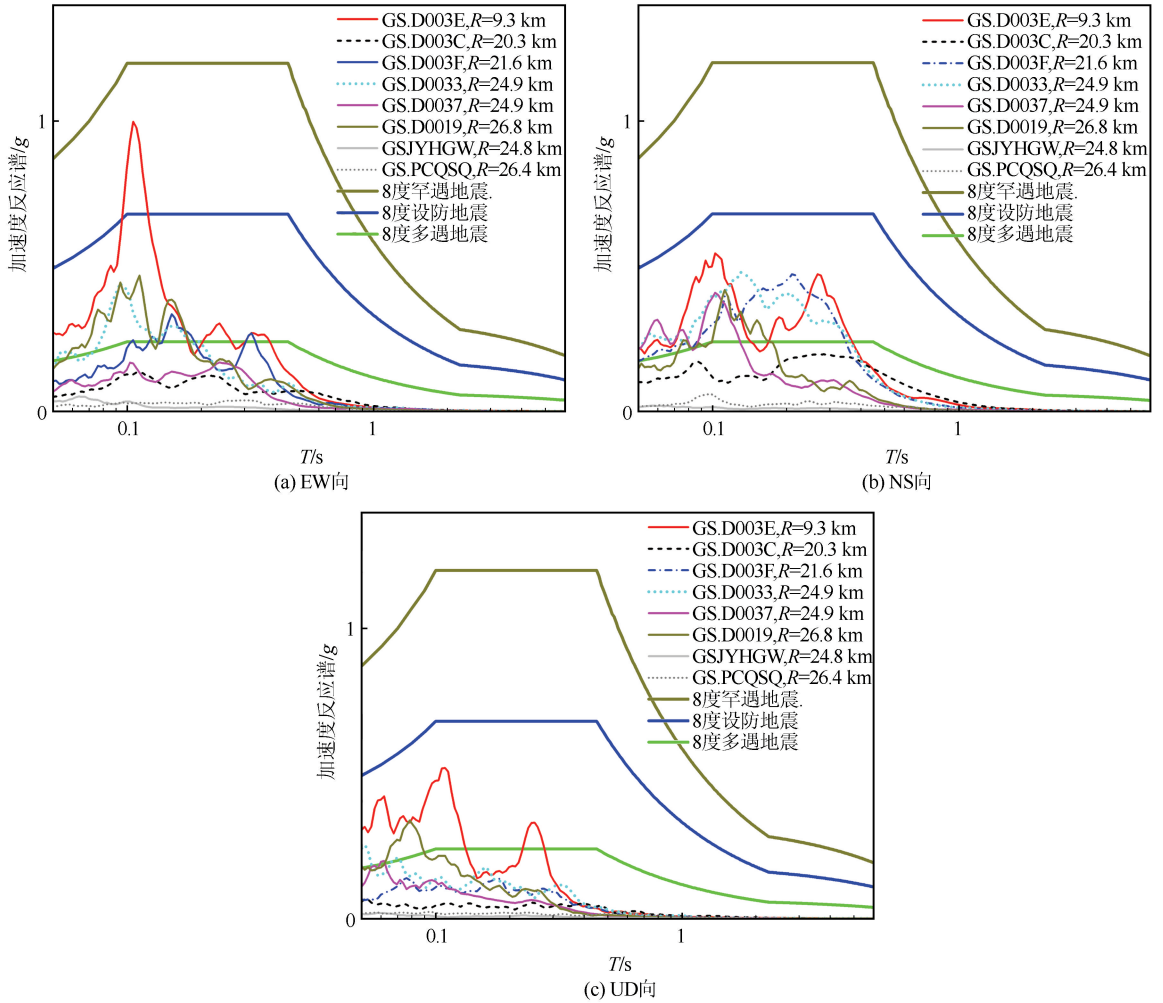 GS.D003E,R=9.3 km
GS.D003C,R=20.3 km
GS.D003F,R=21.6 km
GS.D0033,R=24.9 km
GS.D0037,R=24.9 km
GS.D0019,R=26.8 km
GSJYHGW,R=24.8 km
GS.PCQSQ,R=26.4 km
8度罕遇地震.
8度设防地震
8度多遇地震
加速度反应谱/g
1
0
0.1
1
T/s
(a) EW向
GS.D003E,R=9.3 km
GS.D003C,R=20.3 km
GS.D003F,R=21.6 km
GS.D0033,R=24.9 km
GS.D0037,R=24.9 km
GS.D0019,R=26.8 km
GSJYHGW,R=24.8 km
GS.PCQSQ,R=26.4 km
8度罕遇地震.
8度设防地震
8度多遇地震
加速度反应谱/g
1
0
0.1
1
T/s
(b) NS向
GS.D003E,R=9.3 km
GS.D003C,R=20.3 km
GS.D003F,R=21.6 km
GS.D0033,R=24.9 km
GS.D0037,R=24.9 km
GS.D0019,R=26.8 km
GSJYHGW,R=24.8 km
GS.PCQSQ,R=26.4 km
8度罕遇地震.
8度设防地震
8度多遇地震
加速度反应谱/g
1
0
0.1
1
T/s
(c) UD向